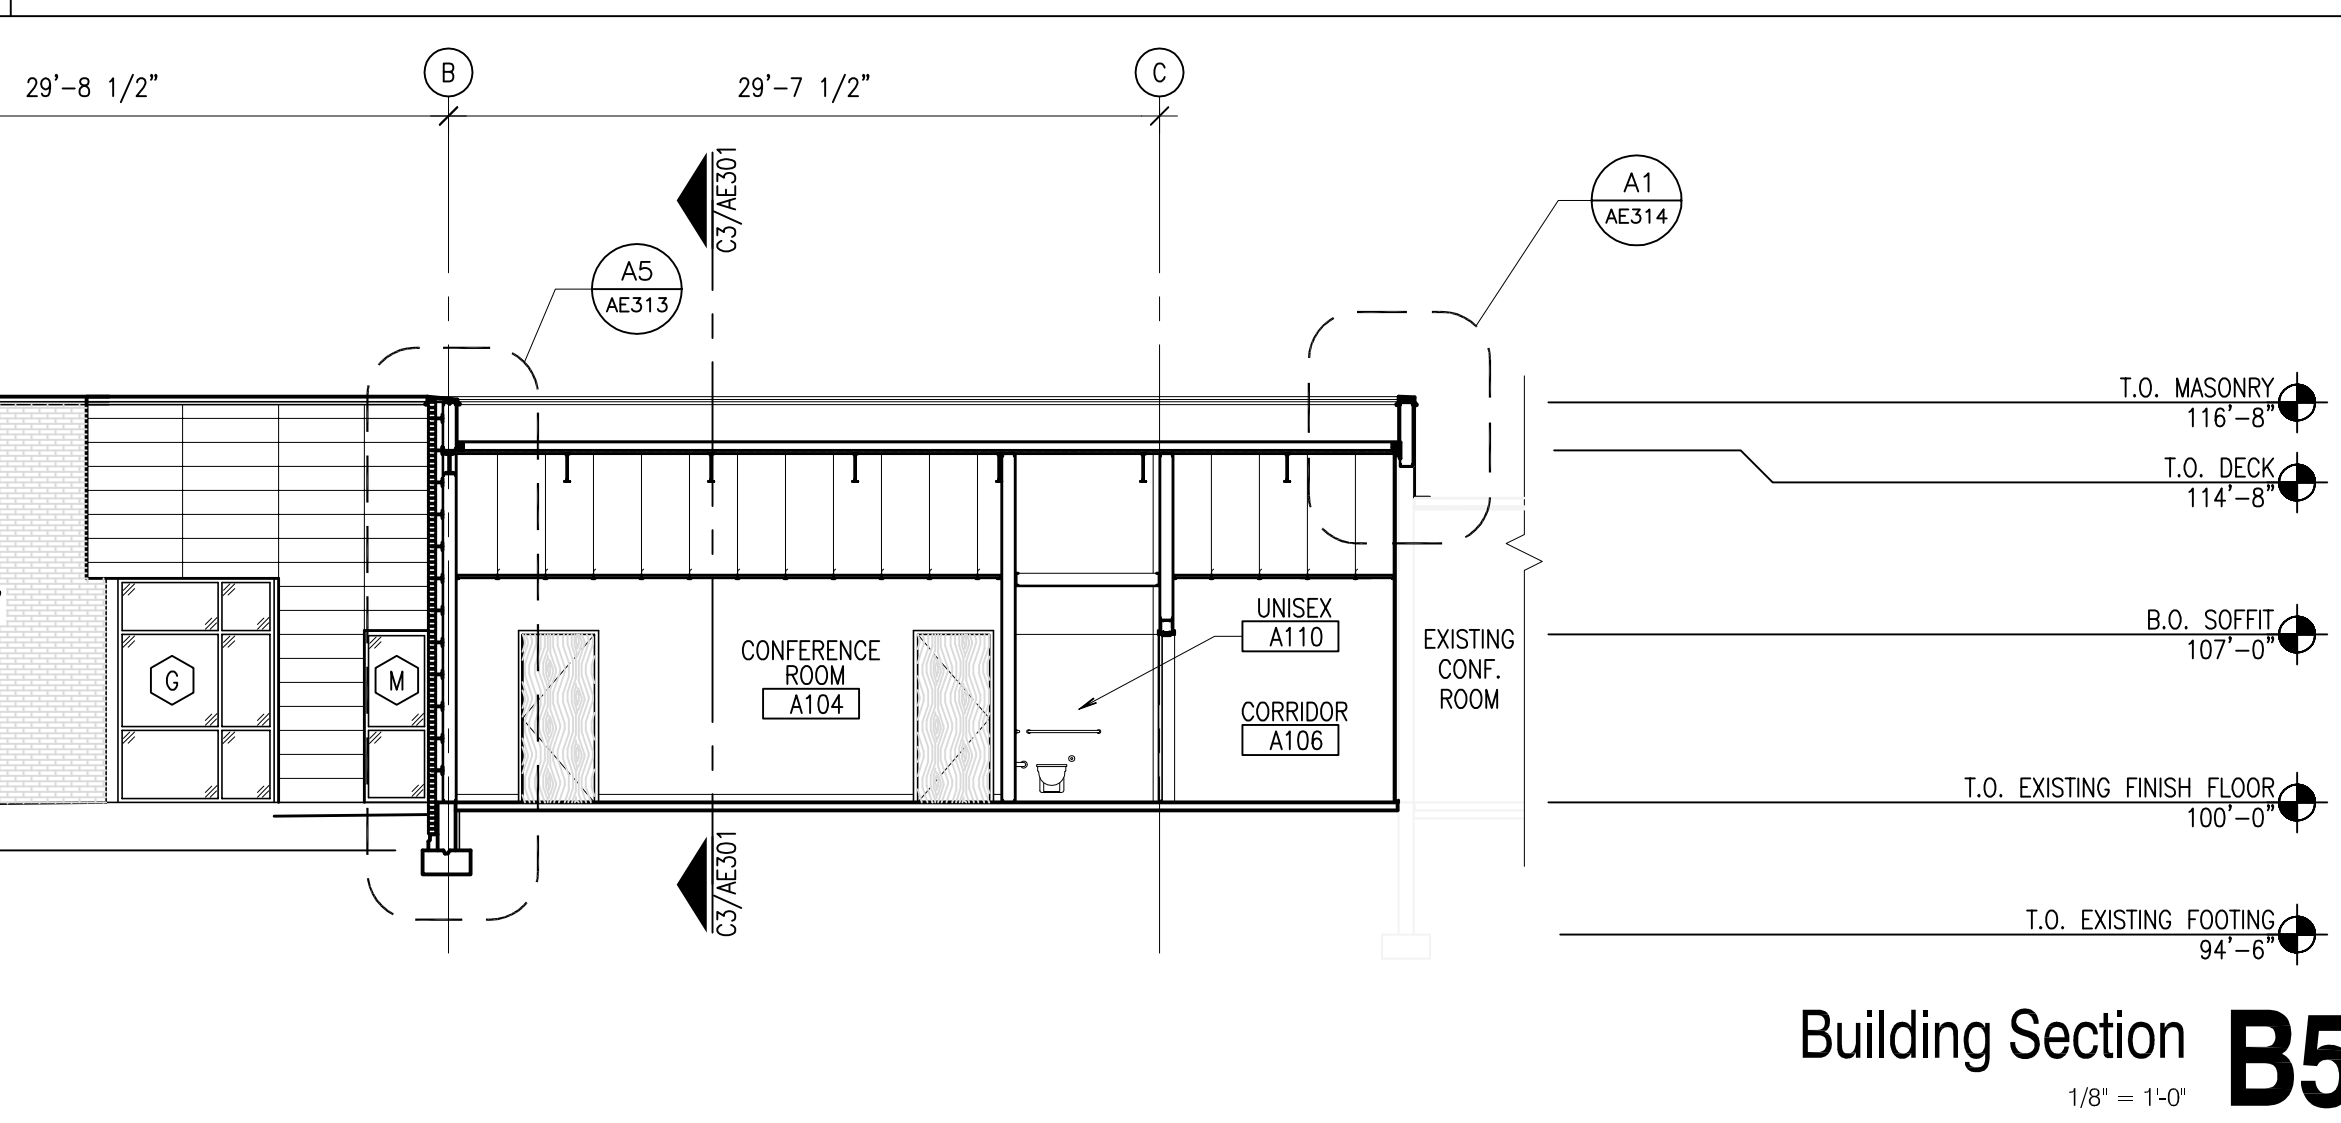 B
C
29'-8 1/2"
29'-7 1/2"
C3/AE301
A1
AE314
A5
AE313
T.O. MASONRY
116'-8"
T.O. DECK
114'-8"
UNISEX
A110
B.O. SOFFIT
107'-0"
CONFERENCE
ROOM
A104
EXISTING
CONF.
ROOM
G
M
CORRIDOR
A106
T.O. EXISTING FINISH FLOOR
100'-0"
C3/AE301
T.O. EXISTING FOOTING
94'-6"
Building Section
B5
1/8" = 1'-0"